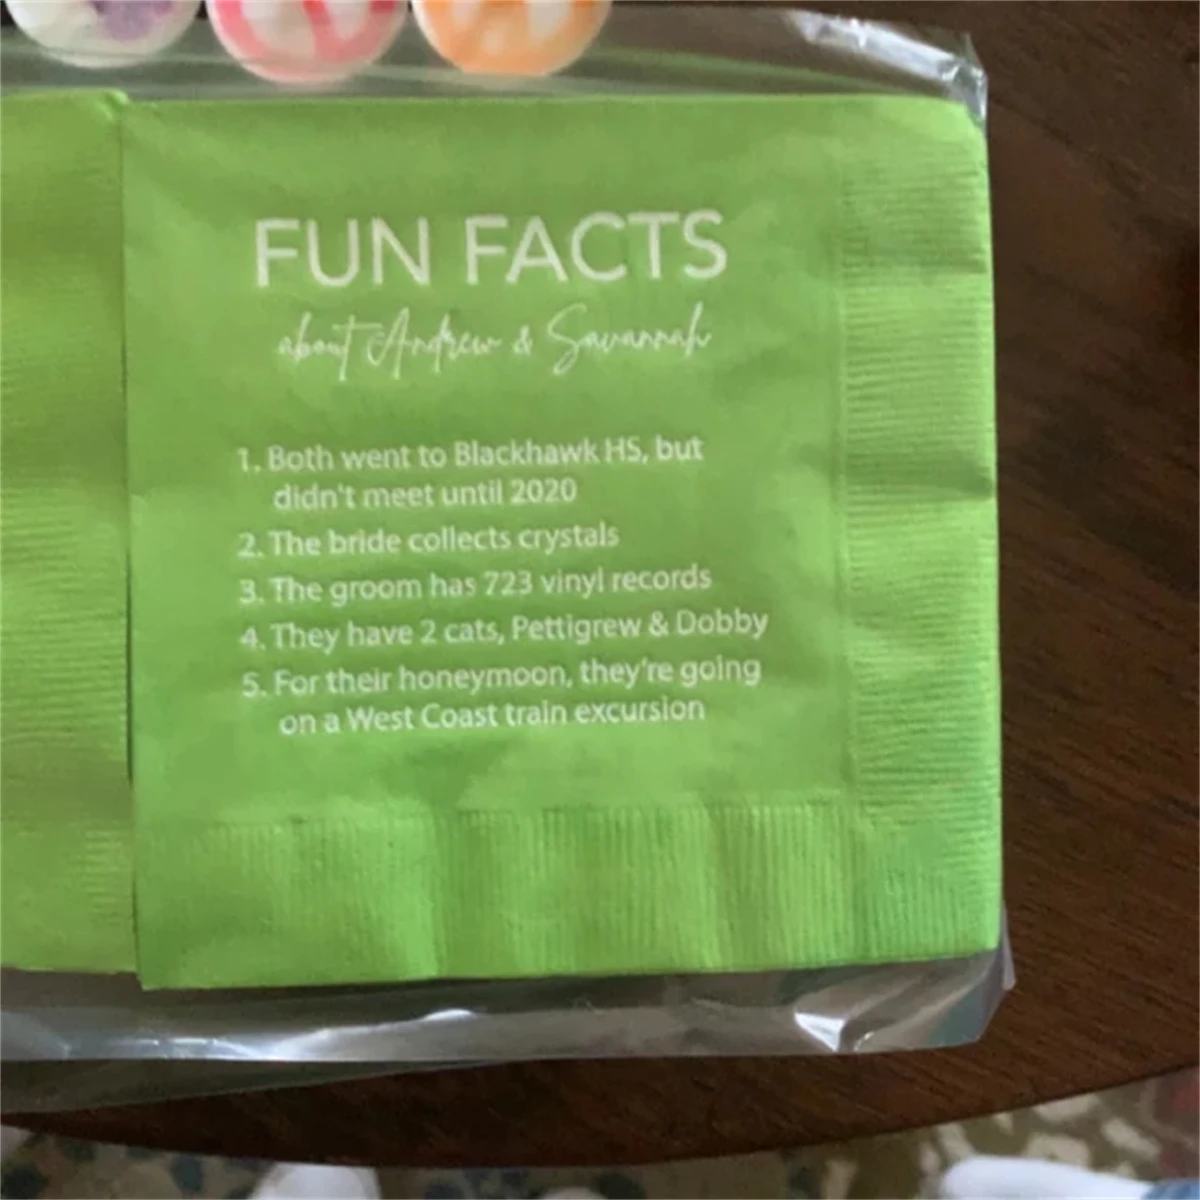 FUN FACTS
about Andrew & Savannah
1. Both went to Blackhawk HS, but
didn't meet until 2020
2. The bride collects crystals
3. The groom has 723 vinyl records
4. They have 2 cats, Pettigrew & Dobby
5. For their honeymoon, they're going
on a West Coast train excursion